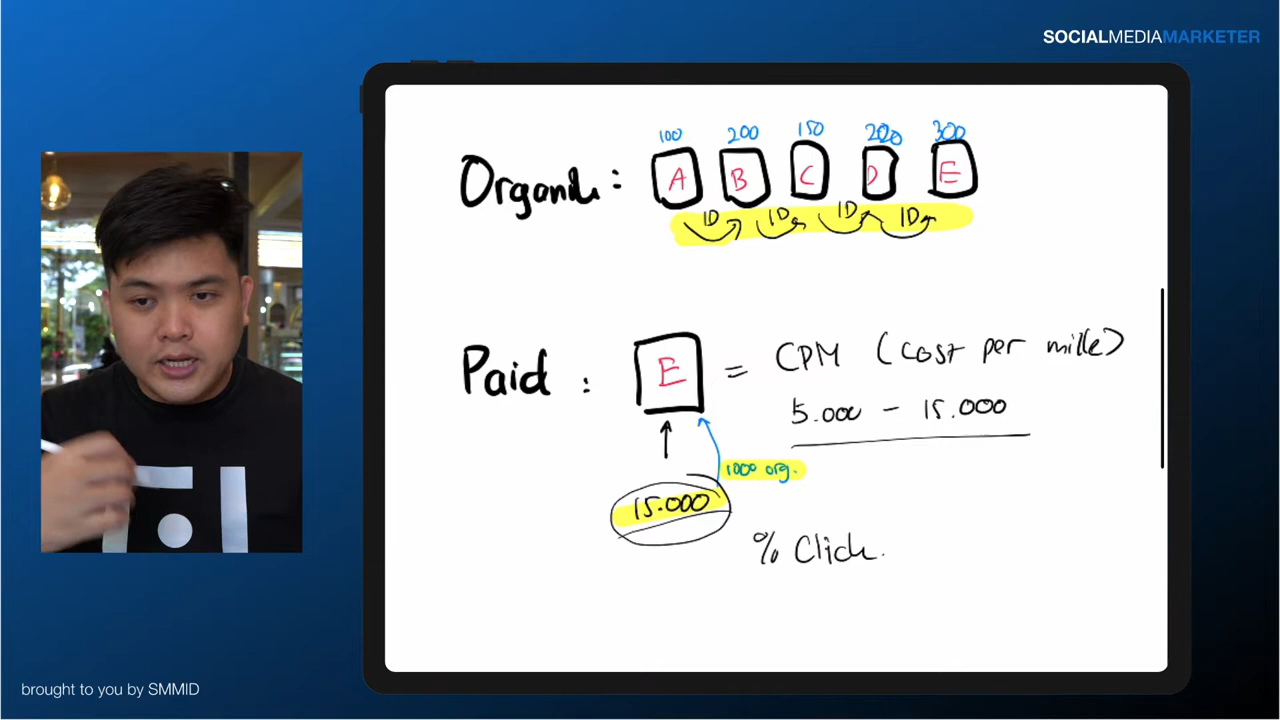 SOCIALMEDIAMARKETER
100 200 150 2020 300
Organik : A B C D E
1D 1D 1D 1D
Paid : E = CPM (Cost per mille)
5.000 - 15.000
1000 org.
15.000
% Click.
brought to you by SMMID